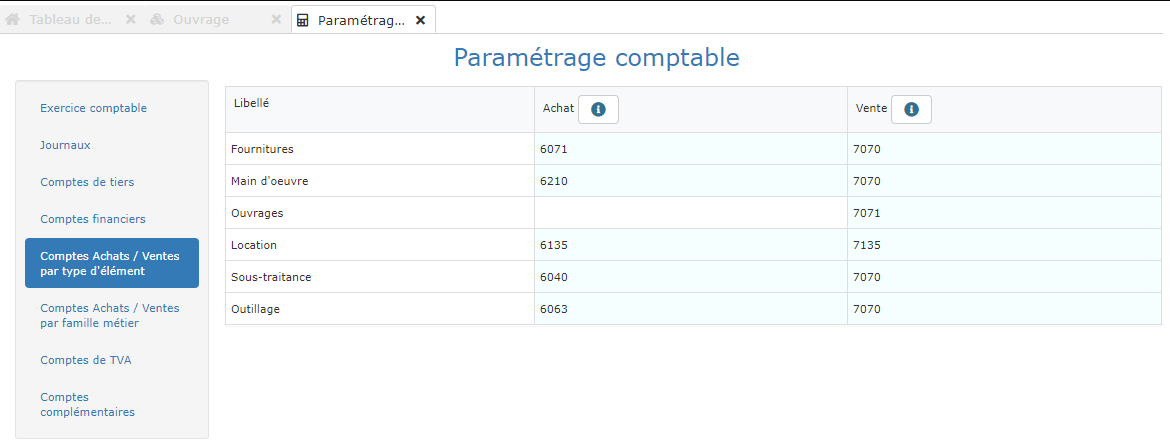 Tableau de... Ouvrage Paramétrag...
Paramétrage comptable
Exercice comptable
Journaux
Comptes de tiers
Comptes financiers
Comptes Achats / Ventes
par type d'élément
Comptes Achats / Ventes
par famille métier
Comptes de TVA
Comptes
complémentaires
Libellé Achat Vente
Fournitures 6071 7070
Main d'oeuvre 6210 7070
Ouvrages 7071
Location 6135 7135
Sous-traitance 6040 7070
Outillage 6063 7070